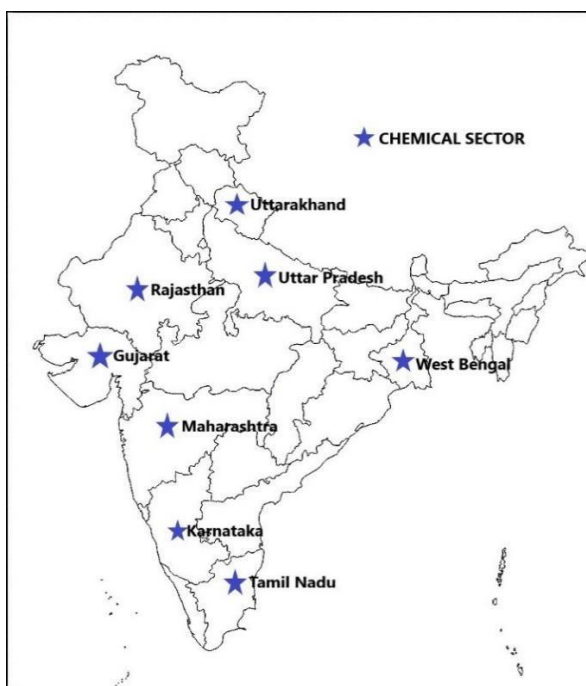 CHEMICAL SECTOR
Uttarakhand
Uttar Pradesh
Rajasthan
Gujarat
West Bengal
Maharashtra
Karnataka
Tamil Nadu